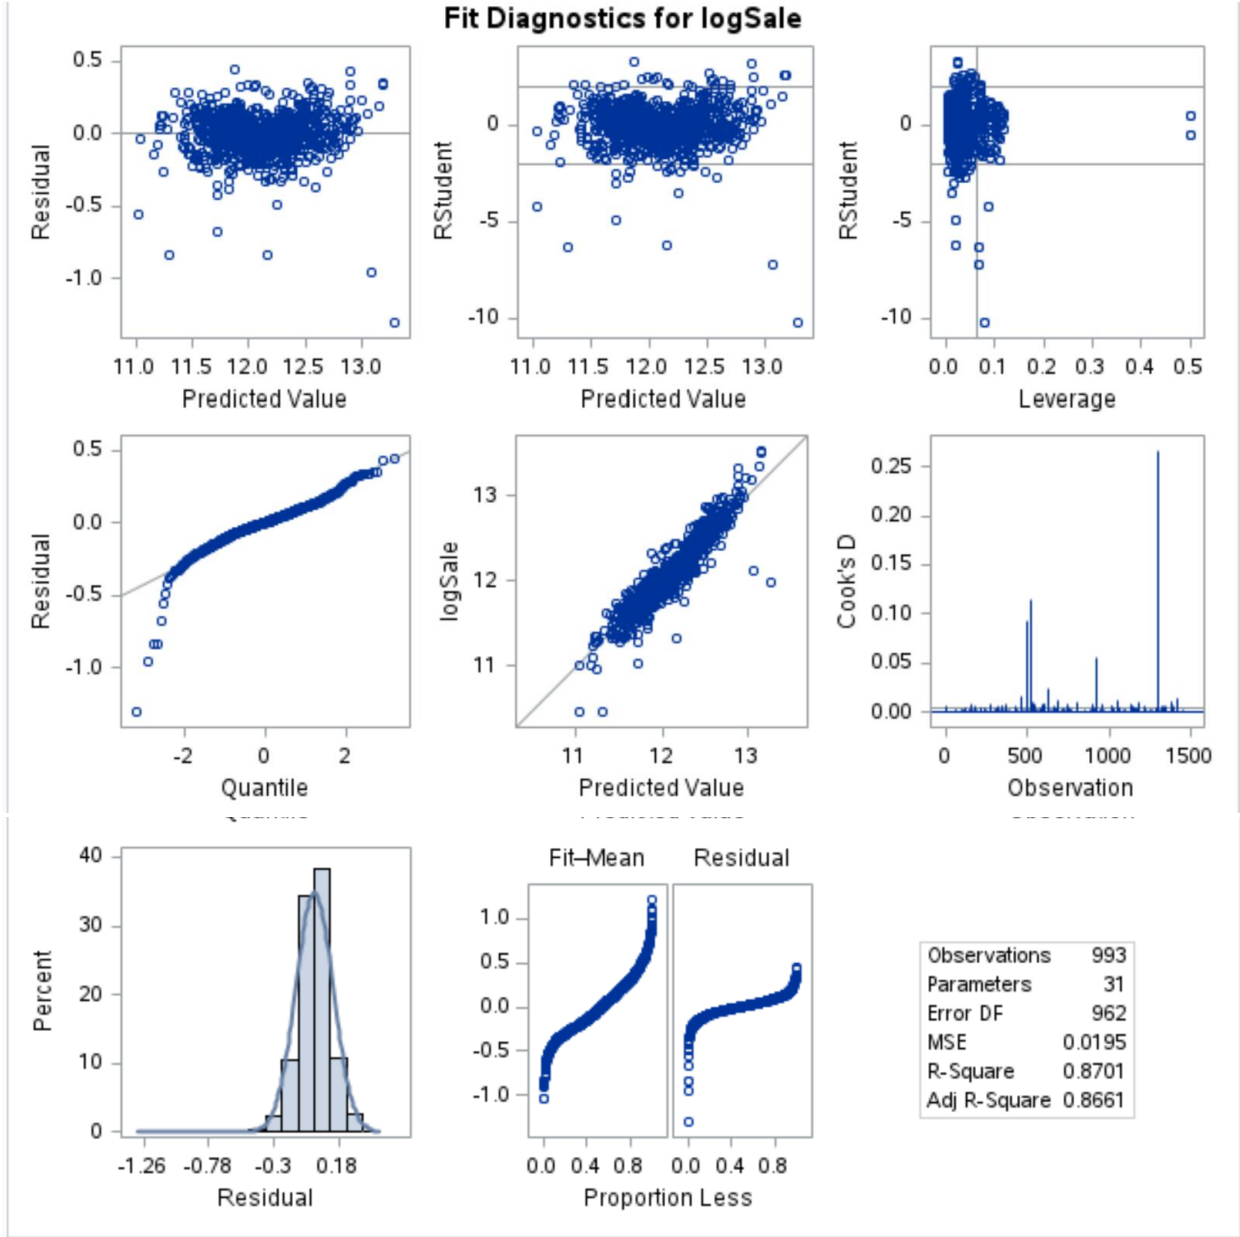 Fit Diagnostics for logSale
0.5
0.0
-0.5
-1.0
Residual
11.0 11.5 12.0 12.5 13.0
Predicted Value
0
-5
-10
RStudent
11.0 11.5 12.0 12.5 13.0
Predicted Value
0
-5
-10
RStudent
0.0 0.1 0.2 0.3 0.4 0.5
Leverage
0.5
0.0
-0.5
-1.0
Residual
-2 0 2
Quantile
13
12
11
logSale
11 12 13
Predicted Value
0.25
0.20
0.15
0.10
0.05
0.00
Cook's D
0 500 1000 1500
Observation
40
30
20
10
0
Percent
-1.26 -0.78 -0.3 0.18
Residual
Fit–Mean Residual
1.0
0.5
0.0
-0.5
-1.0
0.0 0.4 0.8 0.0 0.4 0.8
Proportion Less
Observations 993
Parameters 31
Error DF 962
MSE 0.0195
R-Square 0.8701
Adj R-Square 0.8661